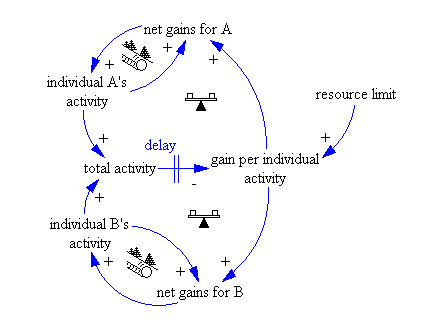 net gains for A
+
+
individual A's
activity
+
resource limit
+
+
delay
total activity
gain per individual
activity
-
+
individual B's
activity
+
+
+
net gains for B